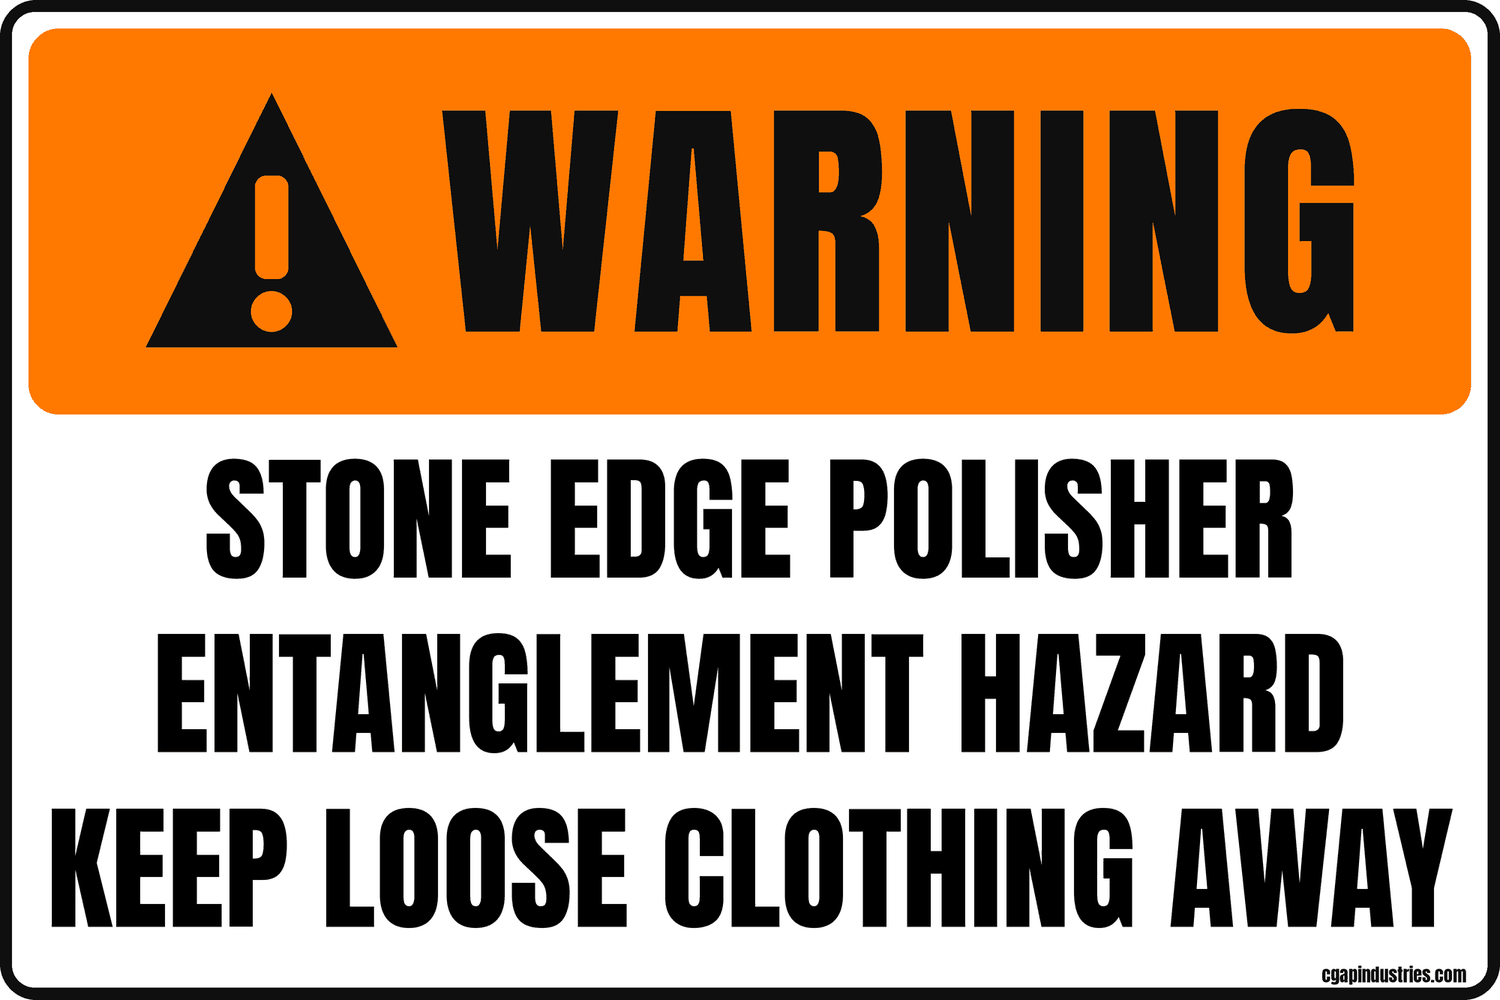 WARNING
STONE EDGE POLISHER
ENTANGLEMENT HAZARD
KEEP LOOSE CLOTHING AWAY
cgapindustries.com